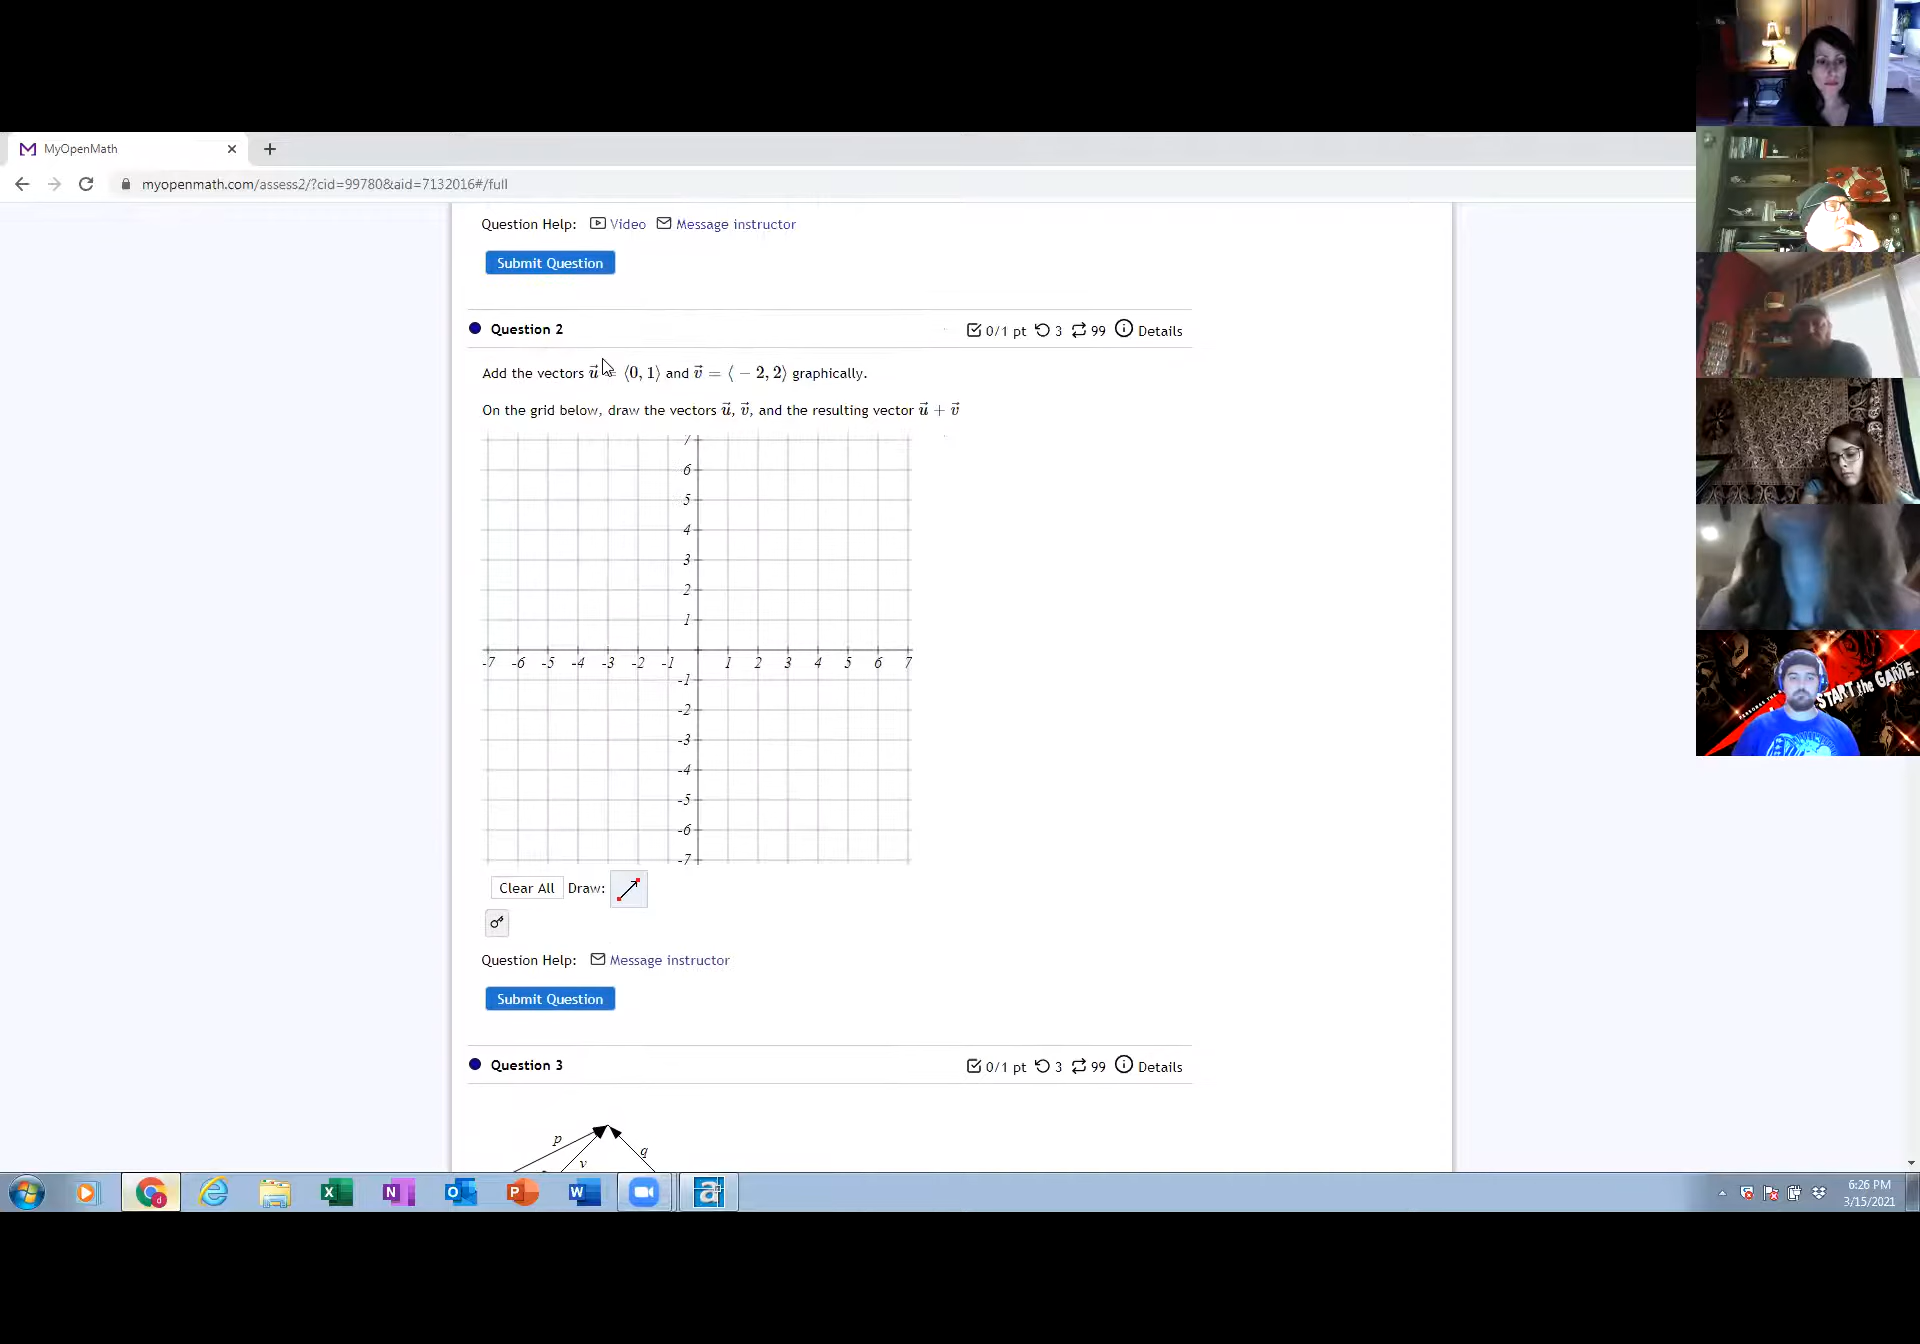 MyOpenMath
myopenmath.com/assess2/?cid=99780&aid=7132016#/full
Question Help: Video Message instructor
Submit Question
Question 2 0/1 pt 3 99 Details
Add the vectors u⃗ = ⟨0, 1⟩ and v⃗ = ⟨ − 2, 2⟩ graphically.
On the grid below, draw the vectors u⃗, v⃗, and the resulting vector u⃗ + v⃗
7
6
5
4
3
2
1
-7 -6 -5 -4 -3 -2 -1 1 2 3 4 5 6 7
-1
-2
-3
-4
-5
-6
-7
Clear All Draw:
Question Help: Message instructor
Submit Question
Question 3 0/1 pt 3 99 Details
p
q
v
START the GAME.
6:26 PM
3/15/2021